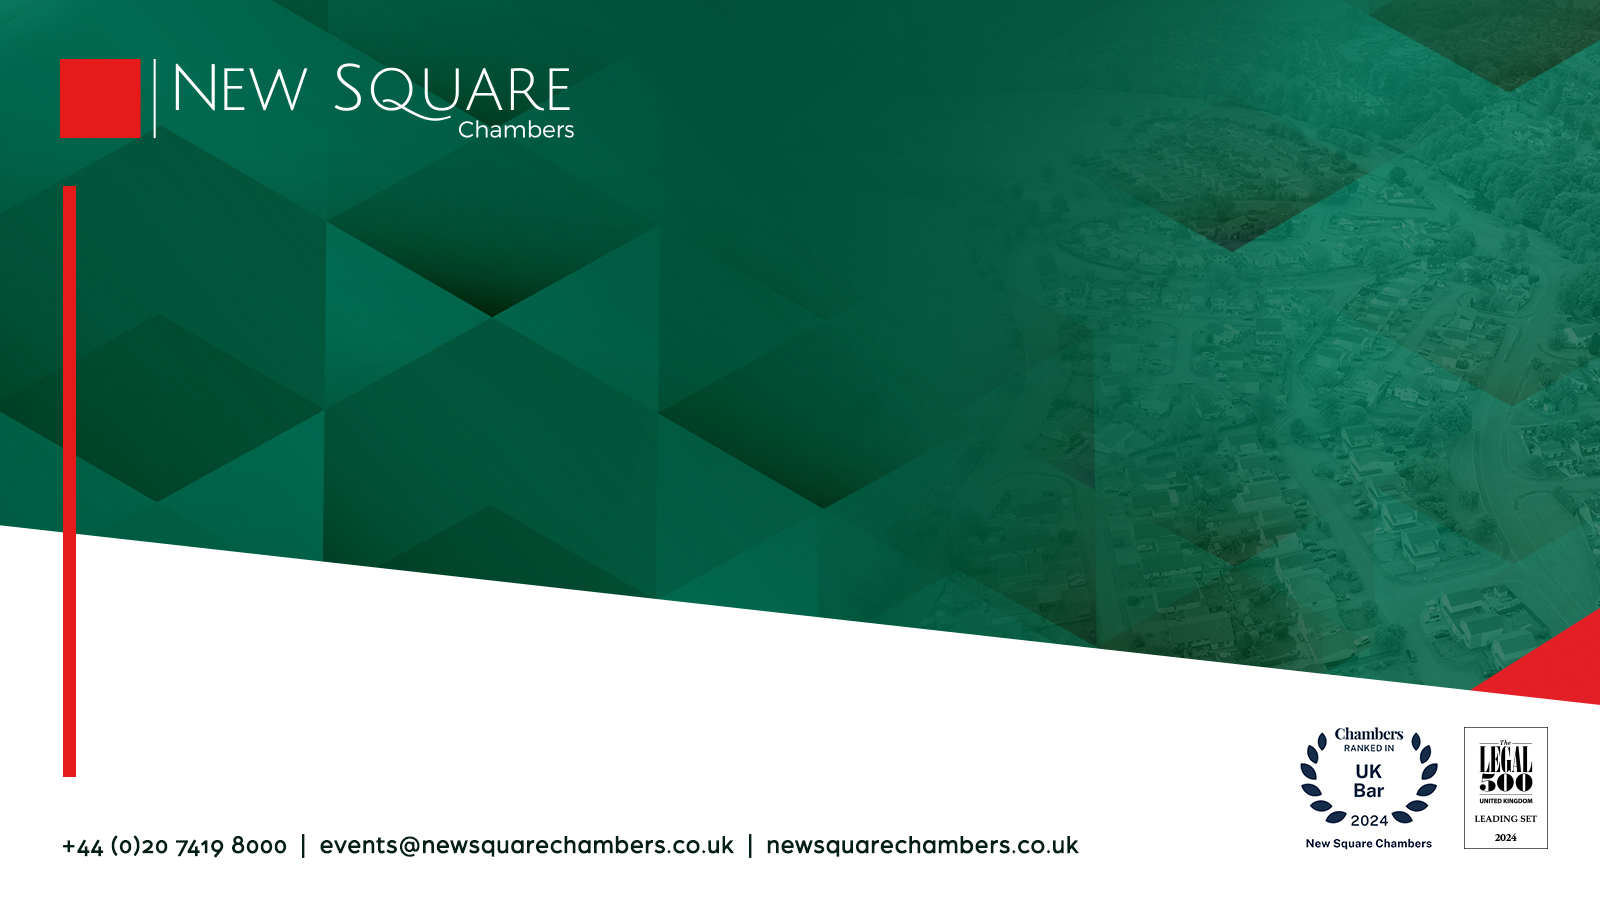 NEW SQUARE
Chambers
Chambers
RANKED IN
UK
Bar
2024
New Square Chambers
The
LEGAL
500
UNITED KINGDOM
LEADING SET
2024
+44 (0)20 7419 8000 | events@newsquarechambers.co.uk | newsquarechambers.co.uk